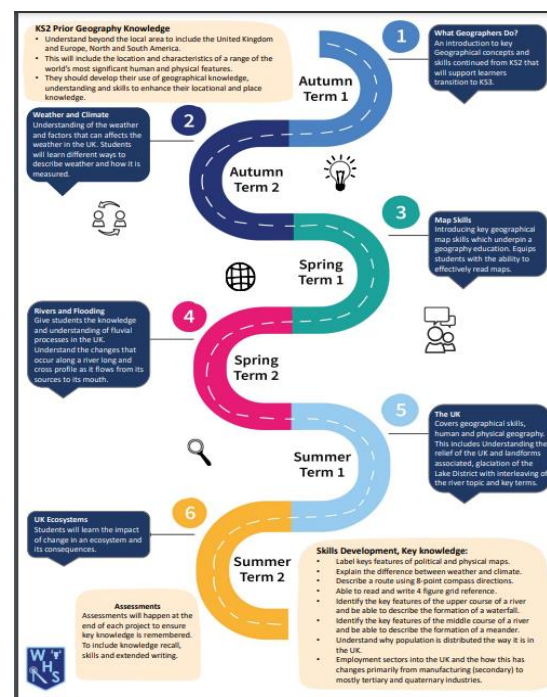 KS2 Prior Geography Knowledge
• Understand beyond the local area to include the United Kingdom
and Europe, North and South America.
• This will include the location and characteristics of a range of the
world's most significant human and physical features.
• They should develop their use of geographical knowledge,
understanding and skills to enhance their locational and place
knowledge.
1
Autumn
Term 1
What Geographers Do?
An introduction to key
Geographical concepts and
skills continued from KS2 that
will support learners
transition to KS3.
Weather and Climate
Understanding of the weather
and factors that can affects the
weather in the UK. Students
will learn different ways to
describe weather and how it is
measured.
2
Autumn
Term 2
3
Spring
Term 1
Map Skills
Introducing key geographical
map skills which underpin a
geography education. Equips
students with the ability to
effectively read maps.
Rivers and Flooding
Give students the knowledge
and understanding of fluvial
processes in the UK.
Understand the changes that
occur along a river long and
cross profile as it flows from its
sources to its mouth.
4
Spring
Term 2
5
Summer
Term 1
The UK
Covers geographical skills,
human and physical geography.
This includes Understanding the
relief of the UK and landforms
associated, glaciation of the
Lake District with interleaving of
the river topic and key terms.
UK Ecosystems
Students will learn the impact
of change in an ecosystem and
its consequences.
6
Summer
Term 2
Assessments
Assessments will happen at the
end of each project to ensure
key knowledge is remembered.
To include knowledge recall,
skills and extended writing.
Skills Development, Key knowledge:
• Label keys features of political and physical maps.
• Explain the difference between weather and climate.
• Describe a route using 8-point compass directions.
• Able to read and write 4 figure grid reference.
• Identify the key features of the upper course of a river
and be able to describe the formation of a waterfall.
• Identify the key features of the middle course of a river
and be able to describe the formation of a meander.
• Understand why population is distributed the way it is in
the UK.
• Employment sectors into the UK and the how this has
changes primarily from manufacturing (secondary) to
mostly tertiary and quaternary industries.
W H S